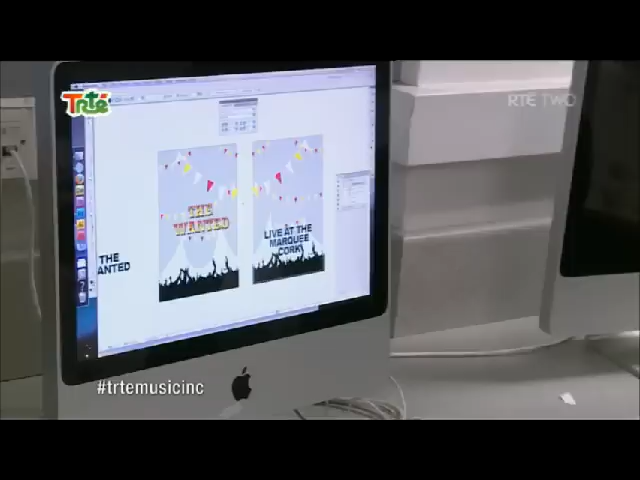 TRTÉ
RTÉ TWO
THE
WANTED
LIVE AT THE
MARQUEE
CORK
THE
ANTED
#trtemusicinc